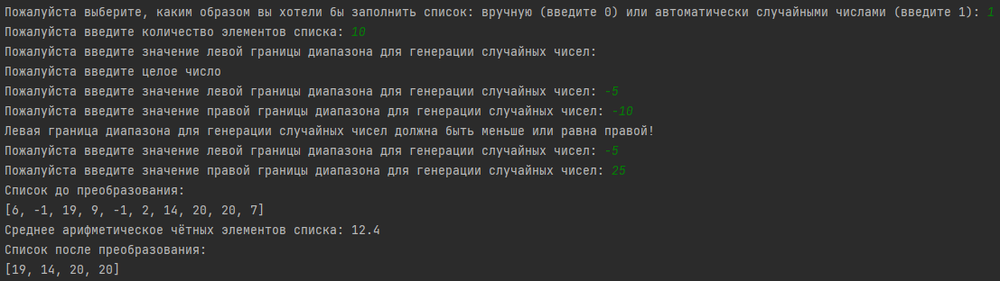 Пожалуйста выберите, каким образом вы хотели бы заполнить список: вручную (введите 0) или автоматически случайными числами (введите 1): 1
Пожалуйста введите количество элементов списка: 10
Пожалуйста введите значение левой границы диапазона для генерации случайных чисел:
Пожалуйста введите целое число
Пожалуйста введите значение левой границы диапазона для генерации случайных чисел: -5
Пожалуйста введите значение правой границы диапазона для генерации случайных чисел: -10
Левая граница диапазона для генерации случайных чисел должна быть меньше или равна правой!
Пожалуйста введите значение левой границы диапазона для генерации случайных чисел: -5
Пожалуйста введите значение правой границы диапазона для генерации случайных чисел: 25
Список до преобразования:
[6, -1, 19, 9, -1, 2, 14, 20, 20, 7]
Среднее арифметическое чётных элементов списка: 12.4
Список после преобразования:
[19, 14, 20, 20]